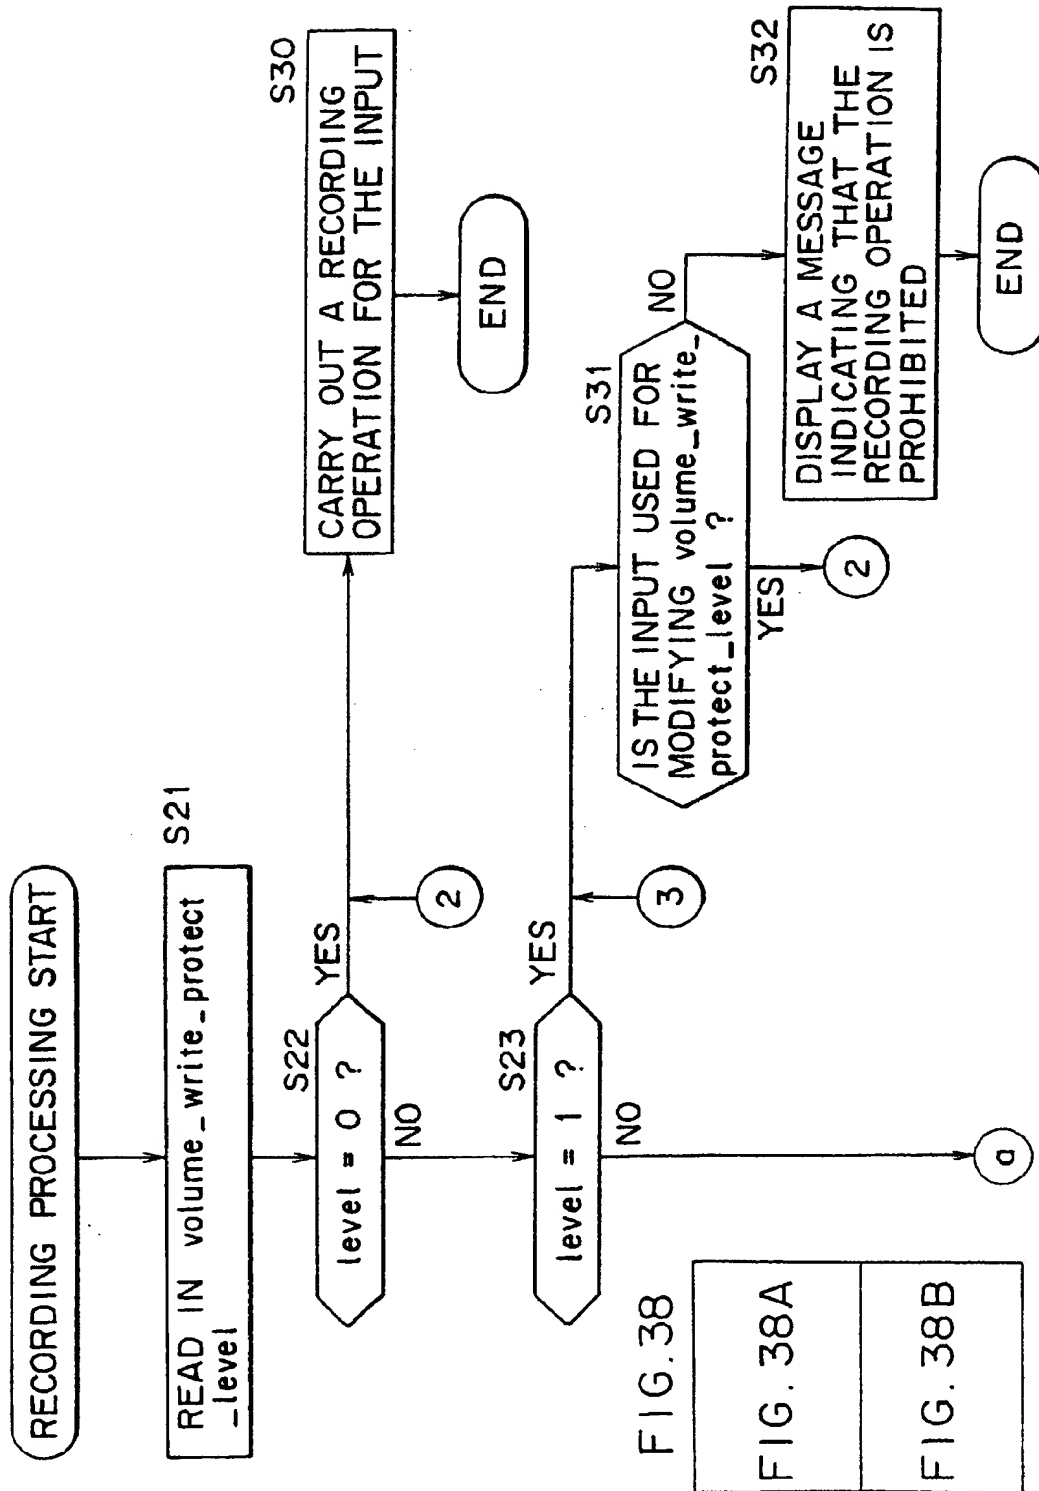 RECORDING PROCESSING START
S21
READ IN volume_write_protect
_level
S22
level = 0 ?
YES
NO
2
S30
CARRY OUT A RECORDING
OPERATION FOR THE INPUT
END
S23
level = 1 ?
YES
NO
3
a
S31
IS THE INPUT USED FOR
MODIFYING volume_write_
protect_level ?
NO
YES
2
S32
DISPLAY A MESSAGE
INDICATING THAT THE
RECORDING OPERATION IS
PROHIBITED
END
FIG.38
FIG. 38A
FIG. 38B